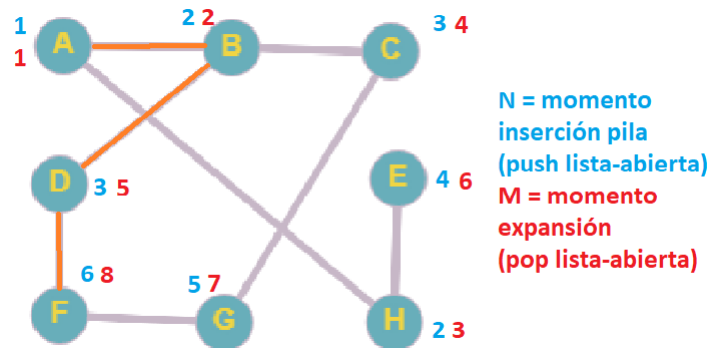 1 2 2 3 4
A B C
1
N = momento
inserción pila
(push lista-abierta)
M = momento
expansión
(pop lista-abierta)
D 3 5 E 4 6
6 8 5 7
F G H 2 3